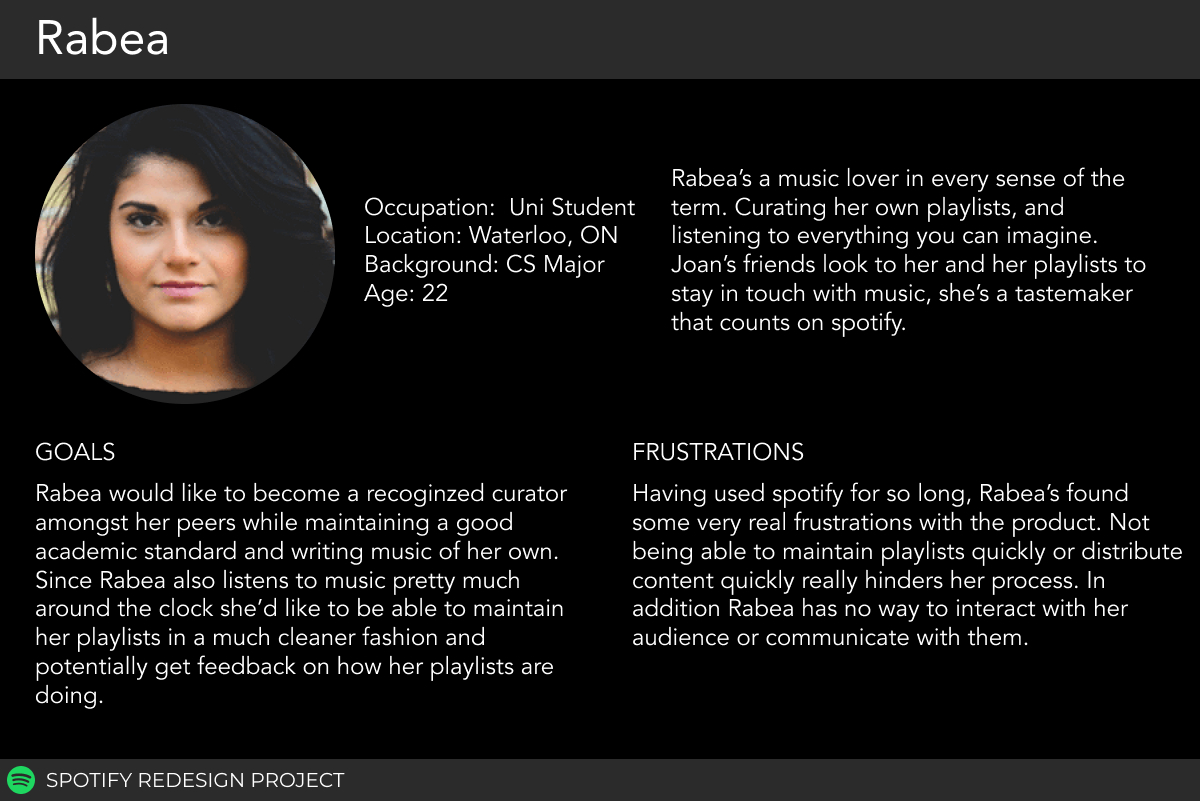 Rabea
Occupation:  Uni Student
Location: Waterloo, ON
Background: CS Major
Age: 22
Rabea’s a music lover in every sense of the
term. Curating her own playlists, and
listening to everything you can imagine.
Joan’s friends look to her and her playlists to
stay in touch with music, she’s a tastemaker
that counts on spotify.
GOALS
Rabea would like to become a recoginzed curator
amongst her peers while maintaining a good
academic standard and writing music of her own.
Since Rabea also listens to music pretty much
around the clock she’d like to be able to maintain
her playlists in a much cleaner fashion and
potentially get feedback on how her playlists are
doing.
FRUSTRATIONS
Having used spotify for so long, Rabea’s found
some very real frustrations with the product. Not
being able to maintain playlists quickly or distribute
content quickly really hinders her process. In
addition Rabea has no way to interact with her
audience or communicate with them.
SPOTIFY REDESIGN PROJECT